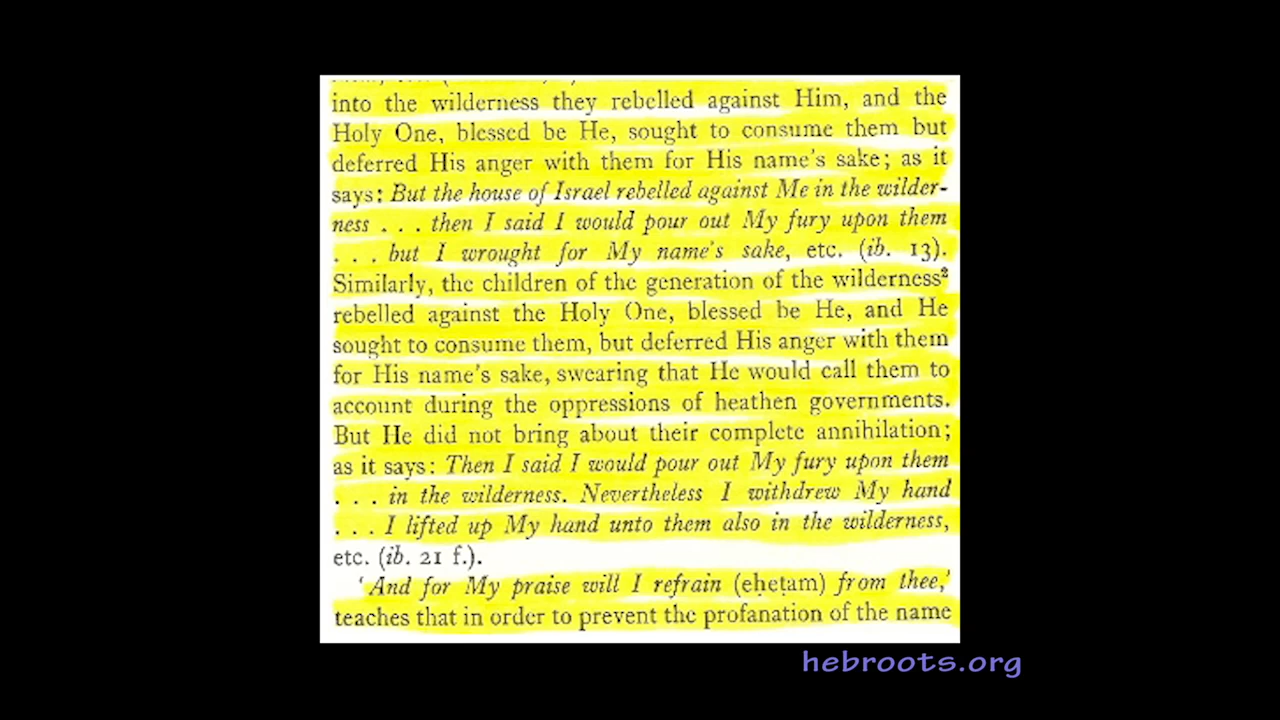 into the wilderness they rebelled against Him, and the
Holy One, blessed be He, sought to consume them but
deferred His anger with them for His name's sake; as it
says: But the house of Israel rebelled against Me in the wilder-
ness . . . then I said I would pour out My fury upon them
. . . but I wrought for My name's sake, etc. (ib. 13).
Similarly, the children of the generation of the wilderness²
rebelled against the Holy One, blessed be He, and He
sought to consume them, but deferred His anger with them
for His name's sake, swearing that He would call them to
account during the oppressions of heathen governments.
But He did not bring about their complete annihilation;
as it says: Then I said I would pour out My fury upon them
. . . in the wilderness. Nevertheless I withdrew My hand
. . . I lifted up My hand unto them also in the wilderness,
etc. (ib. 21 f.).
'And for My praise will I refrain (eḥeṭam) from thee,'
teaches that in order to prevent the profanation of the name
hebroots.org